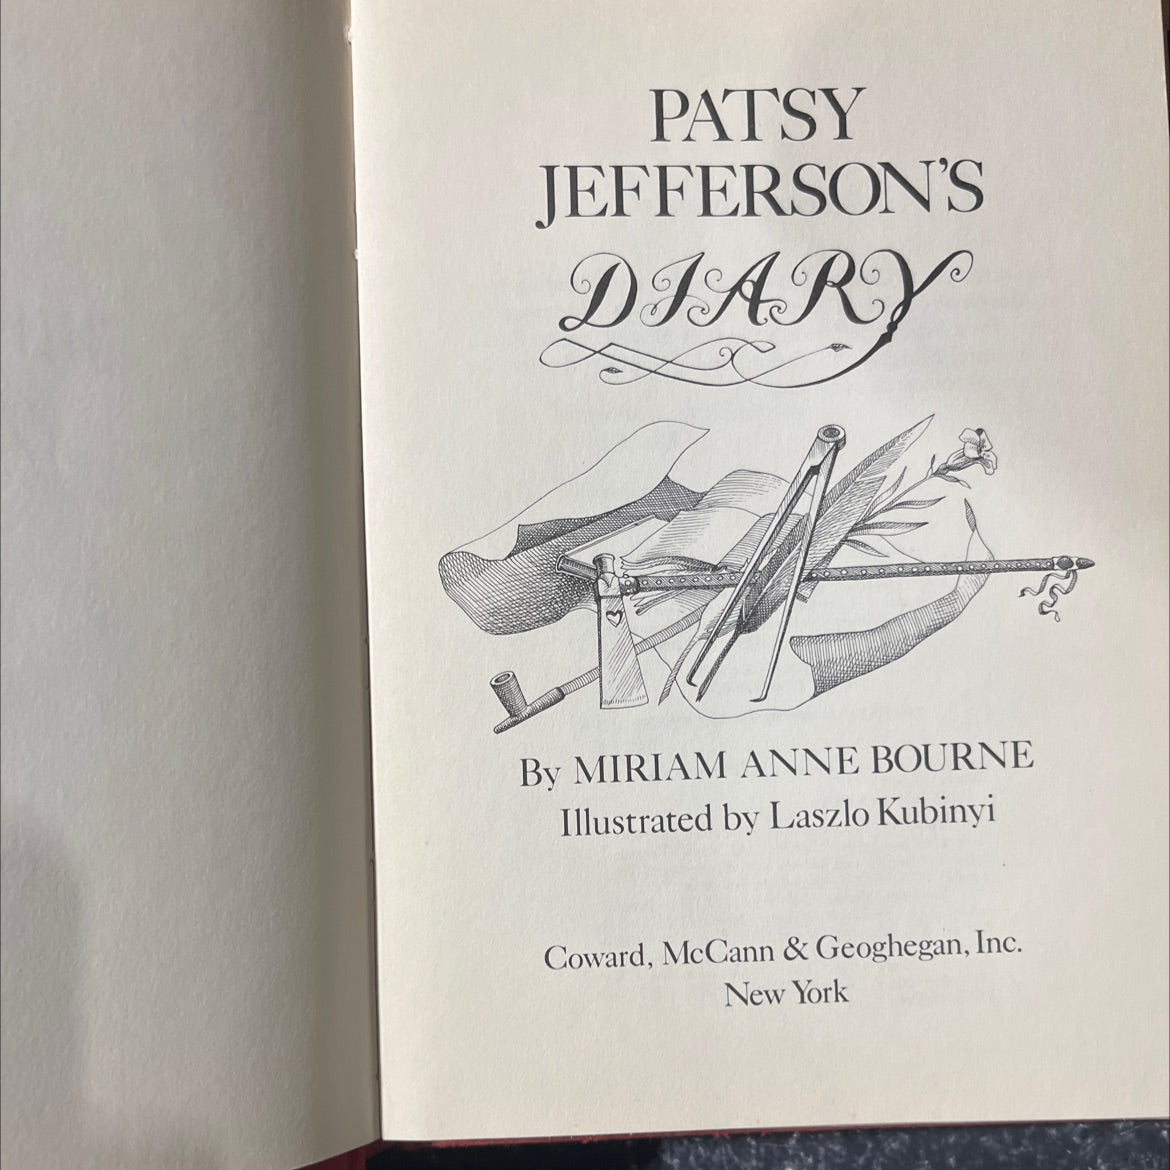 PATSY
JEFFERSON'S
DIARY
By MIRIAM ANNE BOURNE
Illustrated by Laszlo Kubinyi
Coward, McCann & Geoghegan, Inc.
New York